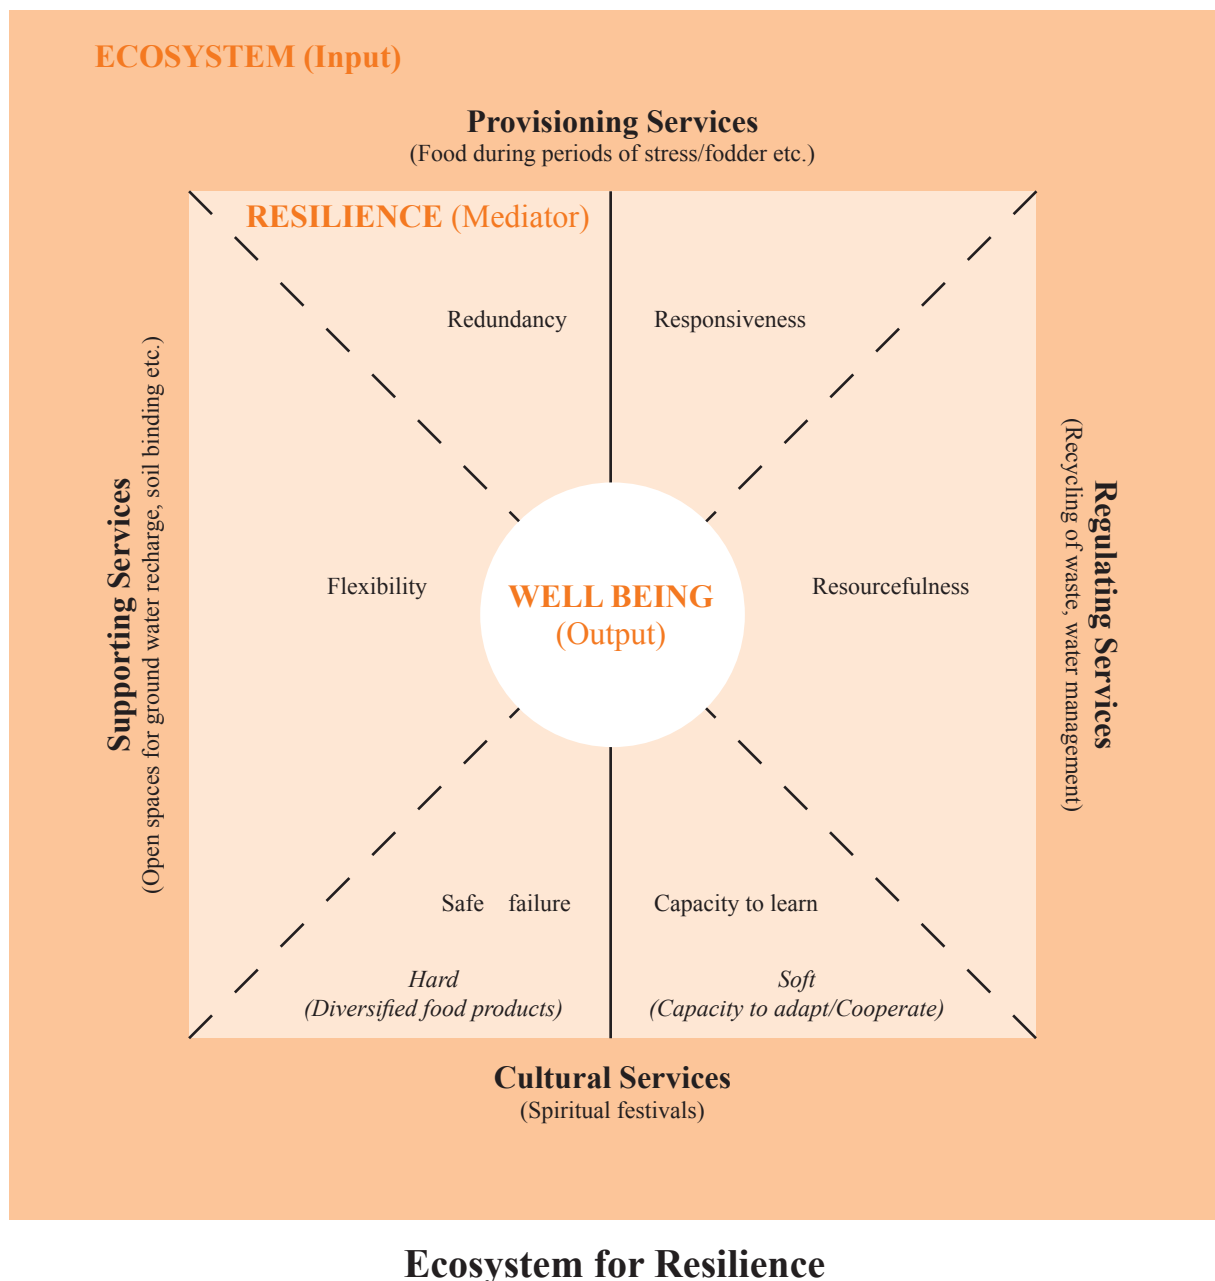 ECOSYSTEM (Input)
Provisioning Services
(Food during periods of stress/fodder etc.)
RESILIENCE (Mediator)
Redundancy
Responsiveness
Supporting Services
(Open spaces for ground water recharge, soil binding etc.)
Flexibility
WELL BEING
(Output)
Resourcefulness
Regulating Services
(Recycling of waste, water management)
Safe failure
Capacity to learn
Hard
(Diversified food products)
Soft
(Capacity to adapt/Cooperate)
Cultural Services
(Spiritual festivals)
Ecosystem for Resilience